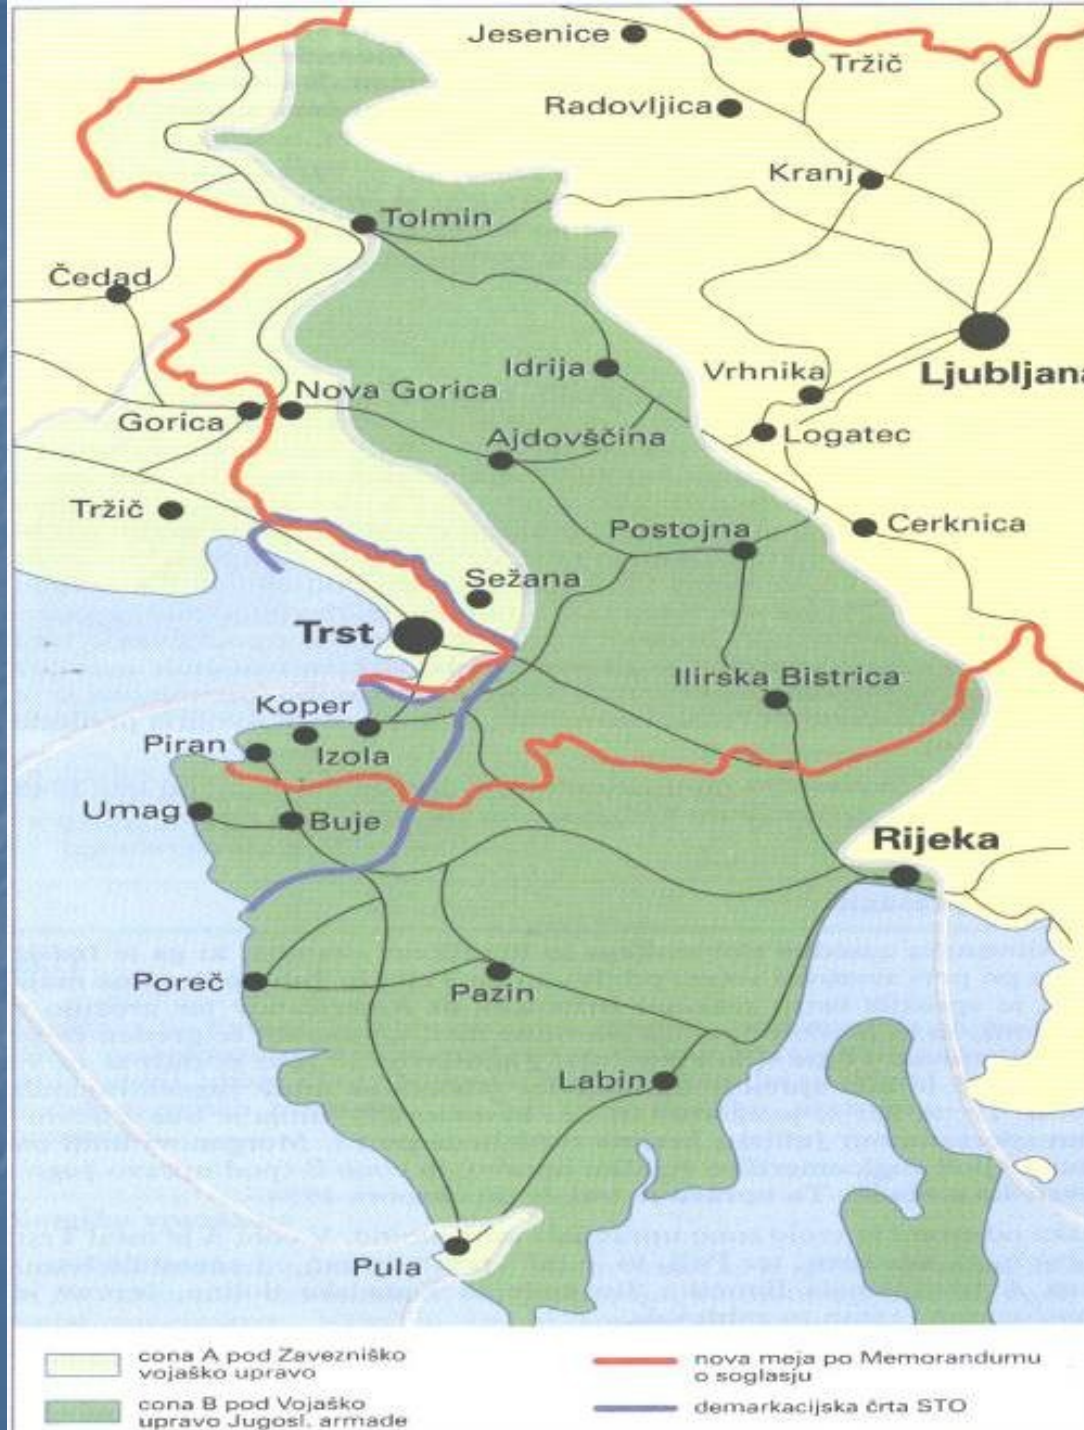 Jesenice
Tržič
Radovljica
Kranj
Tolmin
Čedad
Ljubljana
Idrija
Vrhnika
Nova Gorica
Gorica
Logatec
Ajdovščina
Tržič
Cerknica
Postojna
Sežana
Trst
Ilirska Bistrica
Koper
Piran
Izola
Umag
Buje
Rijeka
Poreč
Pazin
Labin
Pula
cona A pod Zavezniško
vojaško upravo
cona B pod Vojaško
upravo Jugosl. armade
nova meja po Memorandumu
o soglasju
demarkacijska črta STO